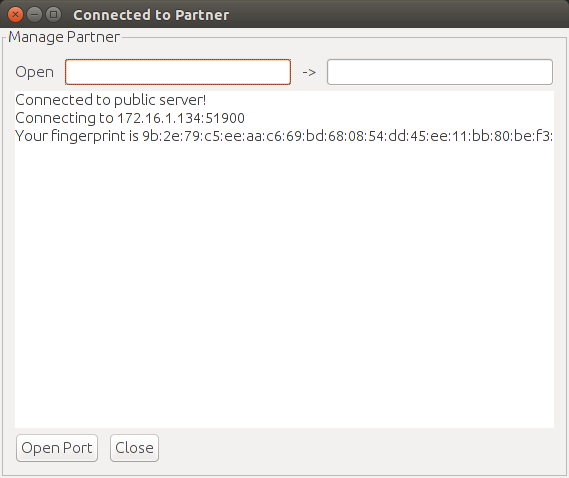 Connected to Partner
Manage Partner
Open ->
Connected to public server!
Connecting to 172.16.1.134:51900
Your fingerprint is 9b:2e:79:c5:ee:aa:c6:69:bd:68:08:54:dd:45:ee:11:bb:80:be:f3:
Open Port Close